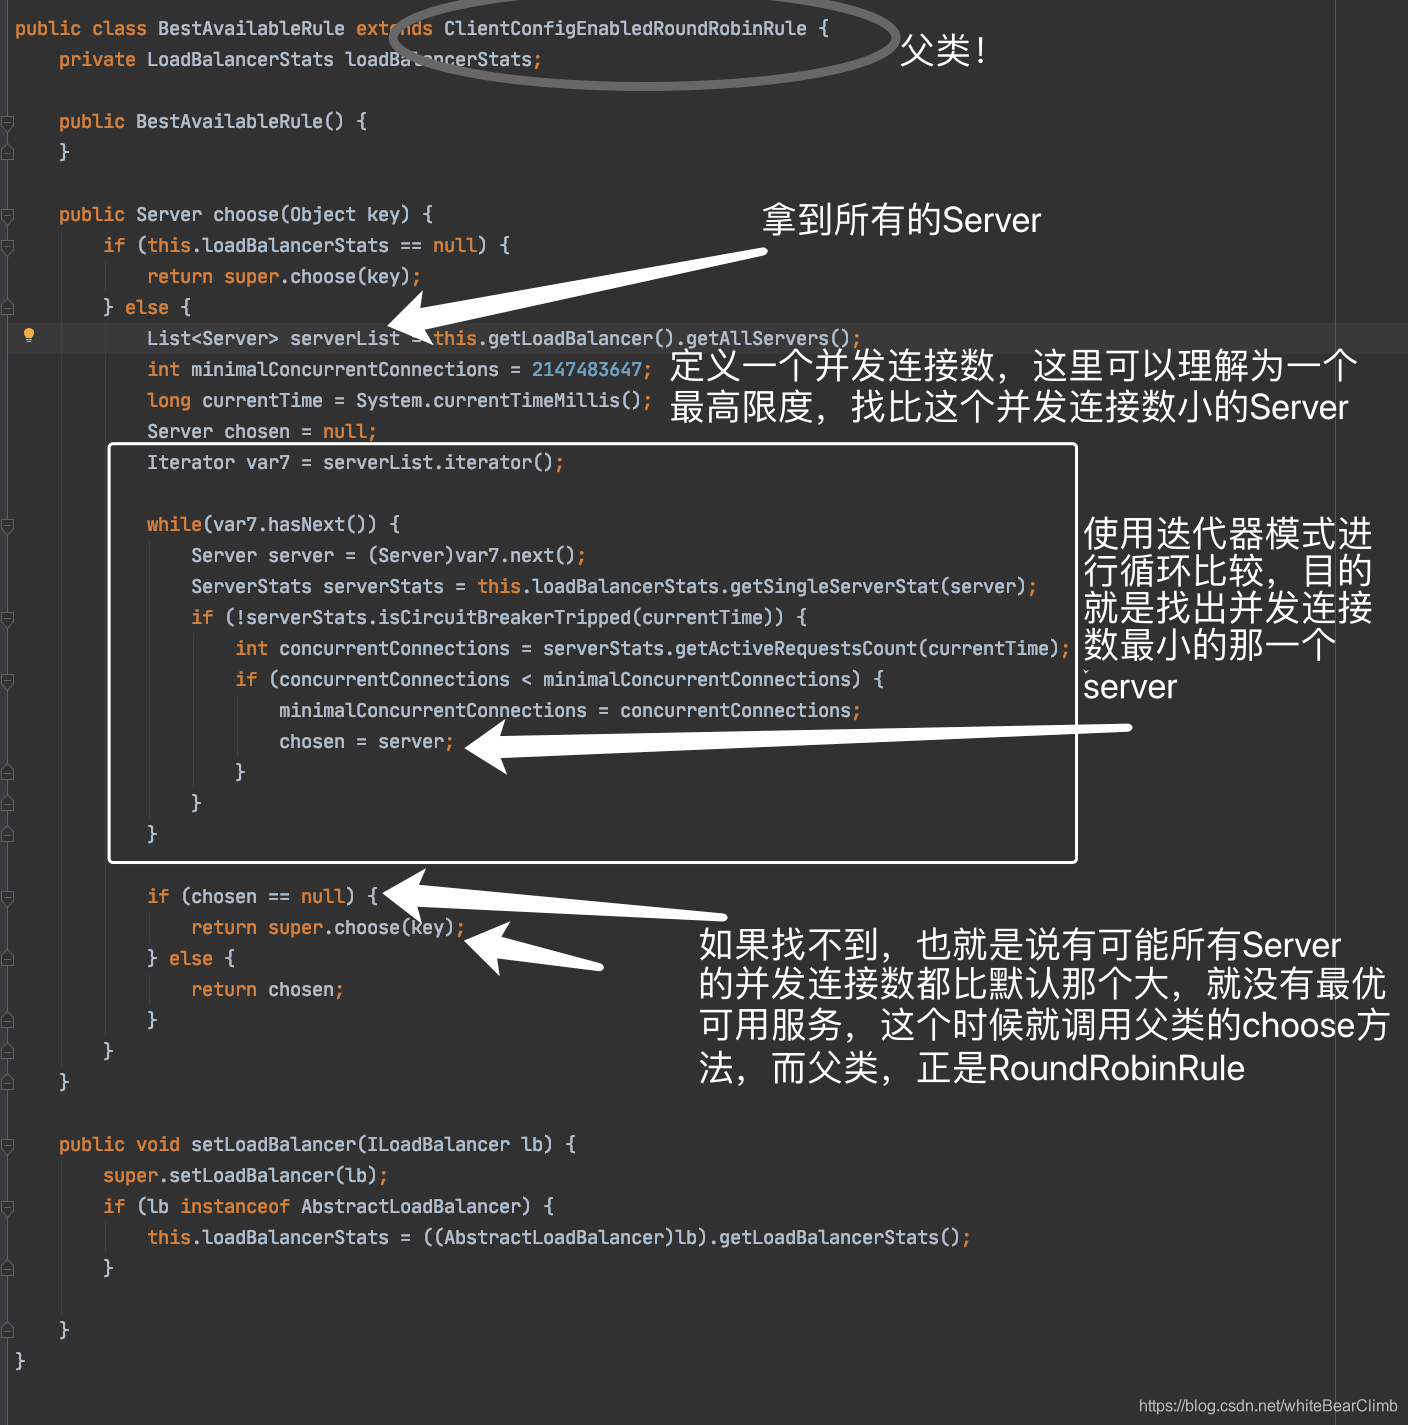 public class BestAvailableRule extends ClientConfigEnabledRoundRobinRule {
父类！
private LoadBalancerStats loadBalancerStats;
public BestAvailableRule() {
}
public Server choose(Object key) {
拿到所有的Server
if (this.loadBalancerStats == null) {
return super.choose(key);
} else {
List<Server> serverList = this.getLoadBalancer().getAllServers();
int minimalConcurrentConnections = 2147483647;
定义一个并发连接数，这里可以理解为一个
最高限度，找比这个并发连接数小的Server
long currentTime = System.currentTimeMillis();
Server chosen = null;
Iterator var7 = serverList.iterator();
while(var7.hasNext()) {
Server server = (Server)var7.next();
ServerStats serverStats = this.loadBalancerStats.getSingleServerStat(server);
if (!serverStats.isCircuitBreakerTripped(currentTime)) {
int concurrentConnections = serverStats.getActiveRequestsCount(currentTime);
if (concurrentConnections < minimalConcurrentConnections) {
minimalConcurrentConnections = concurrentConnections;
chosen = server;
}
}
}
使用迭代器模式进
行循环比较，目的
就是找出并发连接
数最小的那一个
server
if (chosen == null) {
return super.choose(key);
} else {
return chosen;
}
}
}
如果找不到，也就是说有可能所有Server
的并发连接数都比默认那个大，就没有最优
可用服务，这个时候就调用父类的choose方
法，而父类，正是RoundRobinRule
public void setLoadBalancer(ILoadBalancer lb) {
super.setLoadBalancer(lb);
if (lb instanceof AbstractLoadBalancer) {
this.loadBalancerStats = ((AbstractLoadBalancer)lb).getLoadBalancerStats();
}
}
}
https://blog.csdn.net/whiteBearClimb